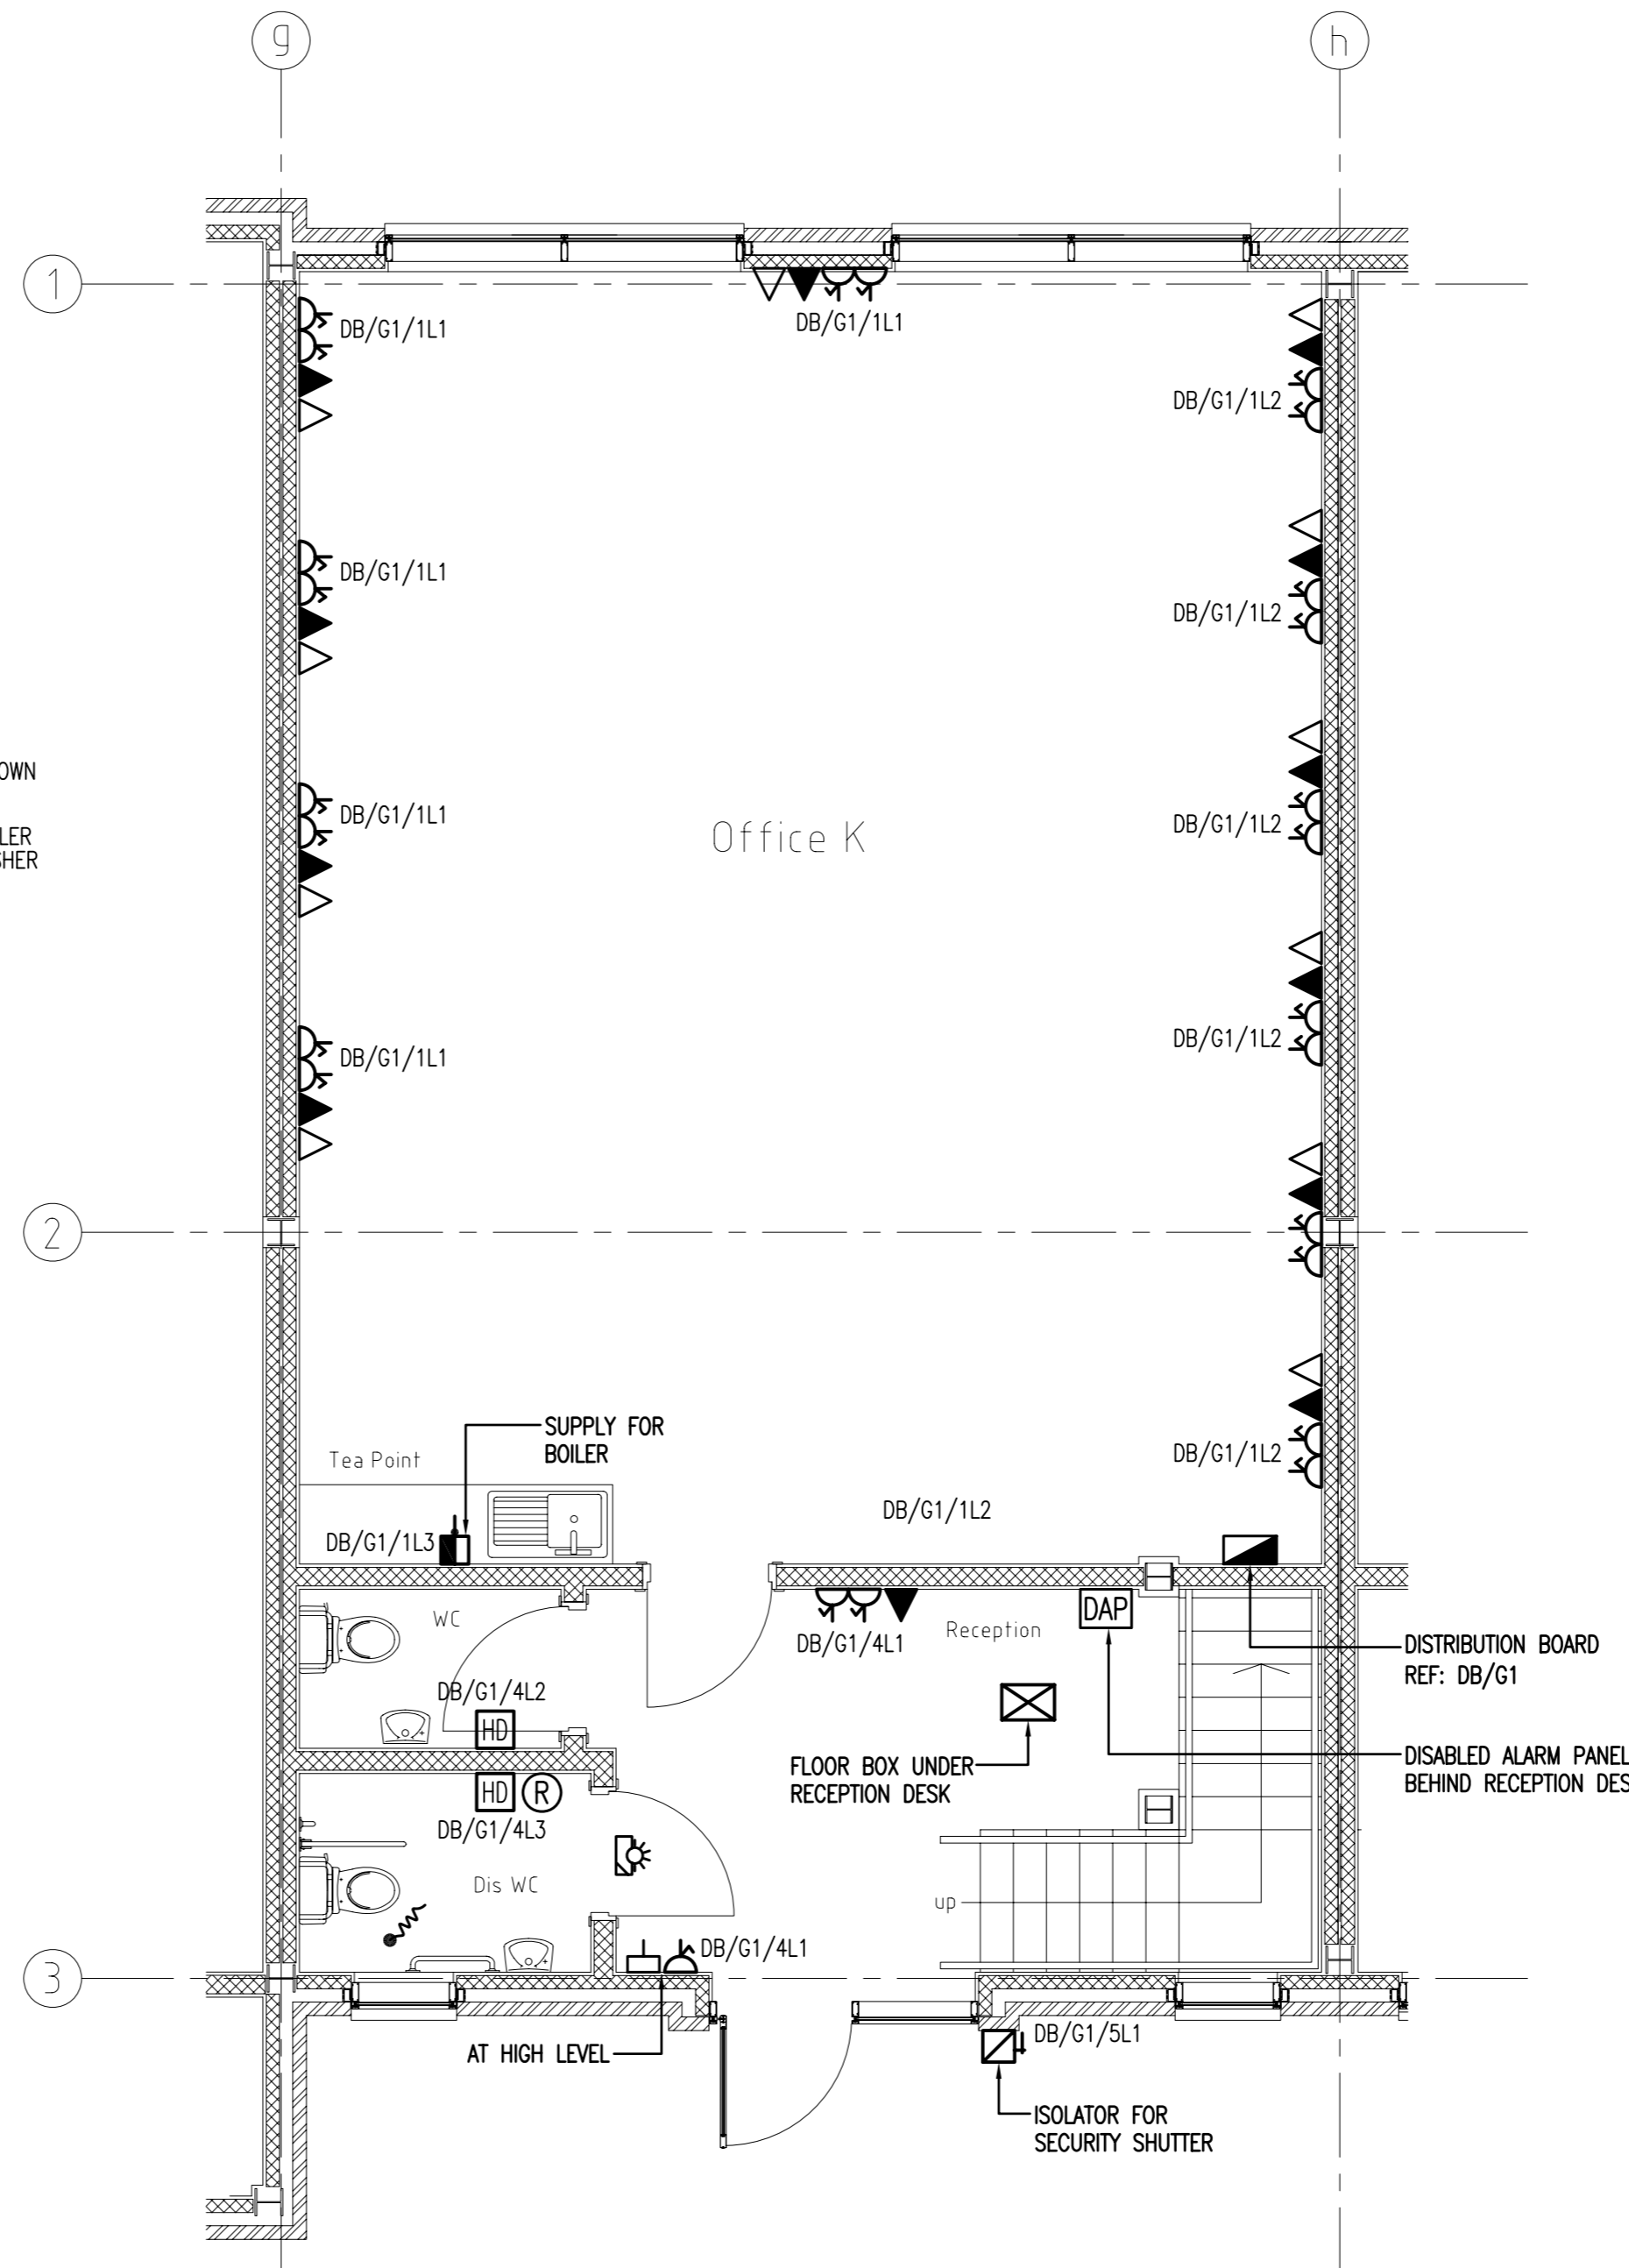 g
h
1
DB/G1/1L1
DB/G1/1L1
DB/G1/1L2
DB/G1/1L1
DB/G1/1L2
OWN
DB/G1/1L1
Office K
DB/G1/1L2
LER
SHER
DB/G1/1L1
DB/G1/1L2
2
SUPPLY FOR
BOILER
Tea Point
DB/G1/1L2
DB/G1/1L2
DB/G1/1L3
WC
DAP
Reception
DB/G1/4L1
DISTRIBUTION BOARD
REF: DB/G1
DB/G1/4L2
HD
FLOOR BOX UNDER
RECEPTION DESK
DISABLED ALARM PANEL
BEHIND RECEPTION DES
HD
R
DB/G1/4L3
Dis WC
up
DB/G1/4L1
3
AT HIGH LEVEL
DB/G1/5L1
ISOLATOR FOR
SECURITY SHUTTER